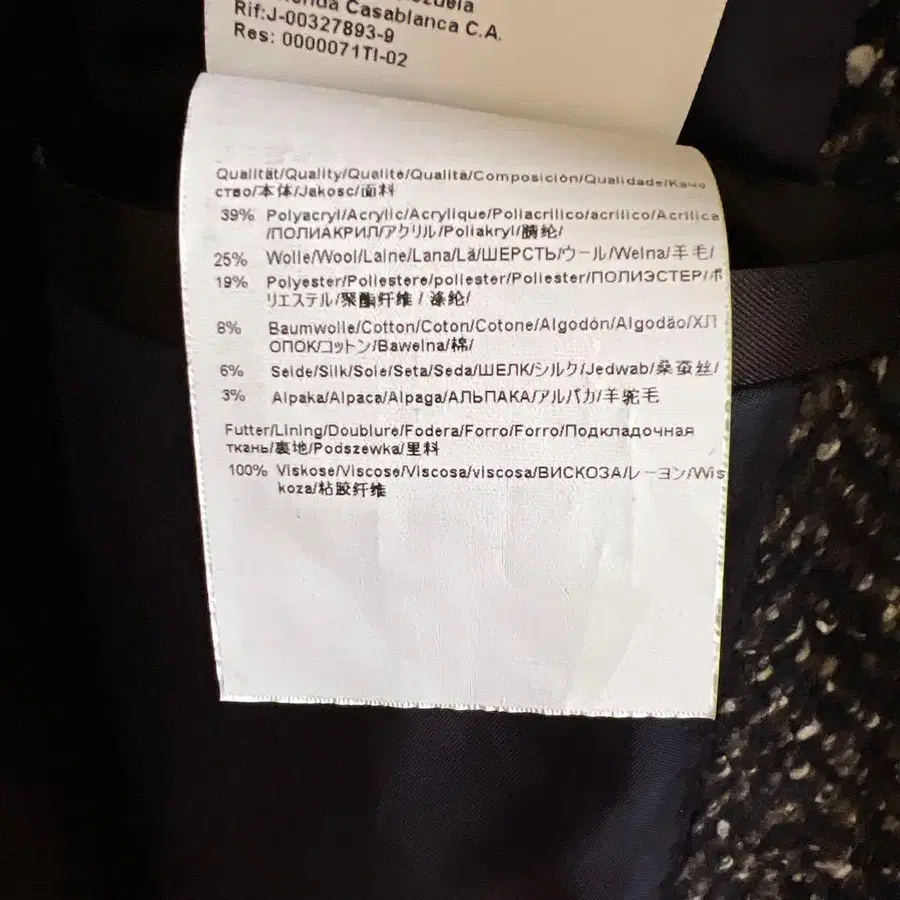 Casablanca C.A.
Rif:J-00327893-9
Res: 0000071TI-02
Qualität/Quality/Qualité/Qualità/Composición/Qualidade/Каче
ство/本体/Jakosc/面料
39% Polyacryl/Acrylic/Acrylique/Poliacrilico/acrilico/Acrilica
/ПОЛИАКРИЛ/アクリル/Poliakryl/腈纶/
25% Wolle/Wool/Laine/Lana/Lã/ШЕРСТЬ/ウール/Welna/羊毛/
19% Polyester/Poliestere/poliester/Poliester/ПОЛИЭСТЕР/ポ
リエステル/聚酯纤维 / 涤纶/
8% Baumwolle/Cotton/Coton/Cotone/Algodón/Algodão/ХЛ
ОПОК/コットン/Bawelna/棉/
6% Seide/Silk/Soie/Seta/Seda/ШЕЛК/シルク/Jedwab/桑蚕丝/
3% Alpaka/Alpaca/Alpaga/АЛЬПАКА/アルパカ/羊驼毛
Futter/Lining/Doublure/Fodera/Forro/Forro/Подкладочная
ткань/裏地/Podszewka/里料
100% Viskose/Viscose/Viscosa/viscosa/ВИСКОЗА/レーヨン/Wis
koza/粘胶纤维